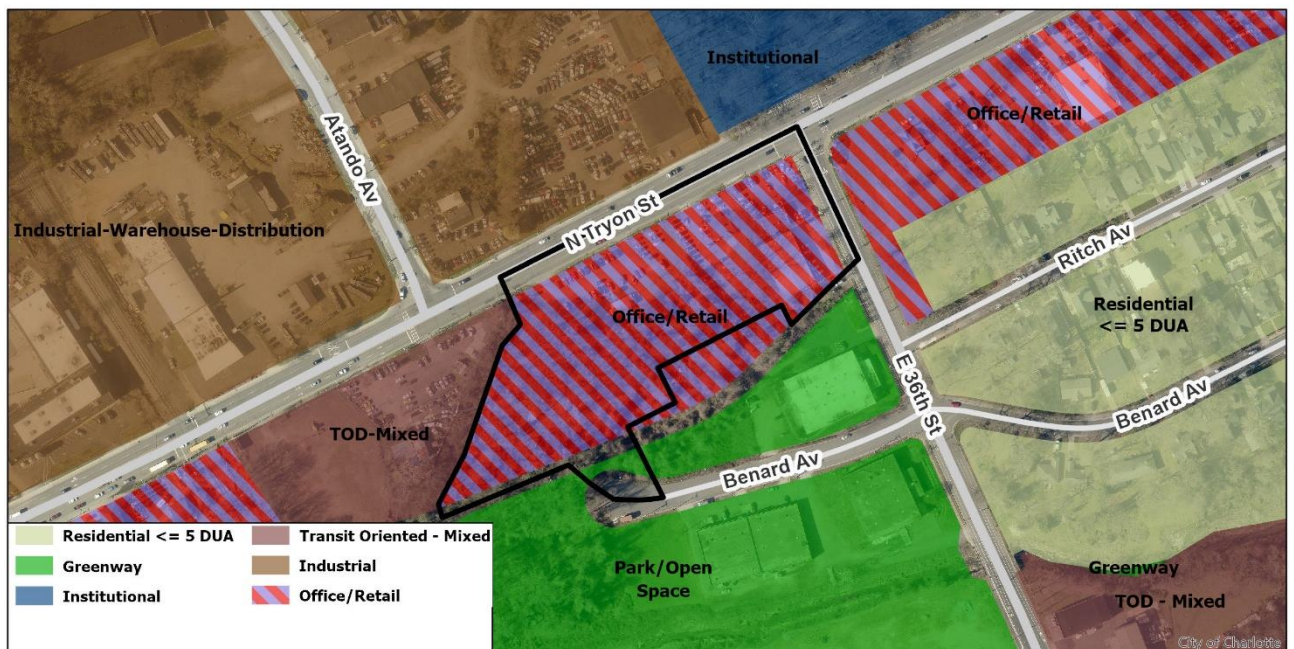 Institutional
Office/Retail
Atando Av
N Tryon St
Industrial-Warehouse-Distribution
Ritch Av
Office/Retail
Residential
<= 5 DUA
E 36th St
Benard Av
TOD-Mixed
Benard Av
Park/Open
Space
Greenway
TOD - Mixed
Residential <= 5 DUA
Transit Oriented - Mixed
Greenway
Industrial
Institutional
Office/Retail
City of Charlotte